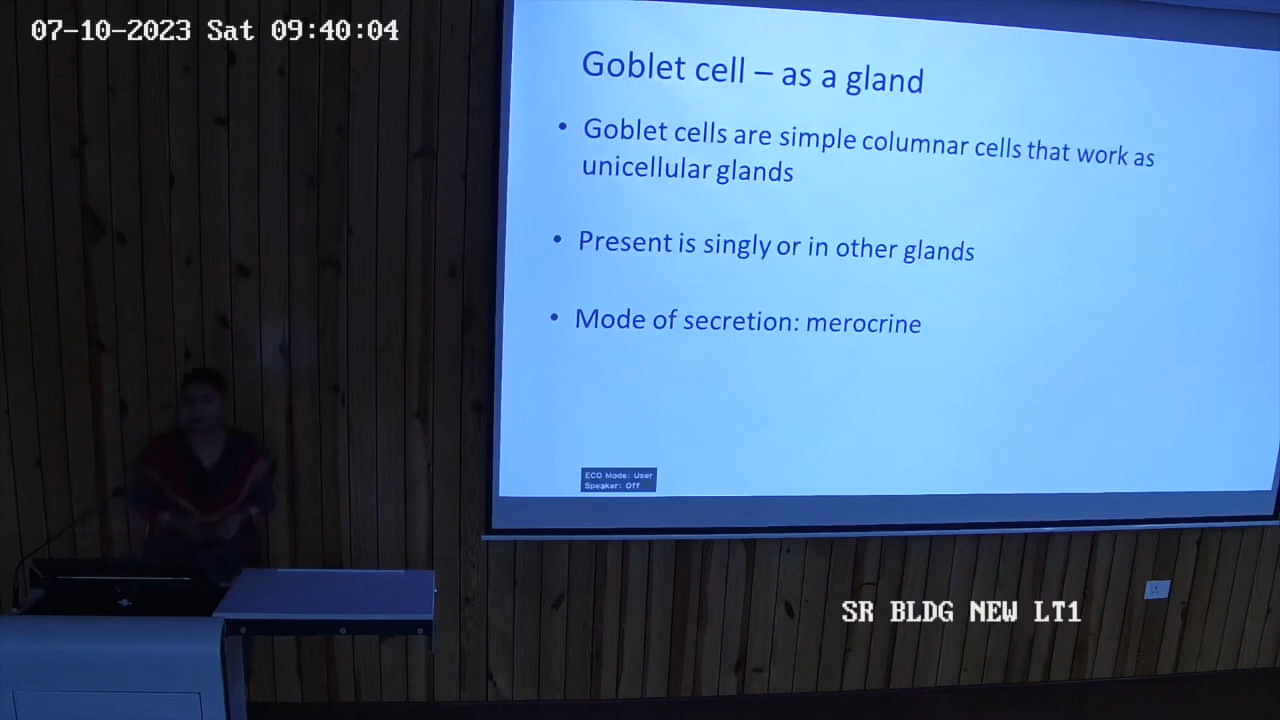 07-10-2023 Sat 09:40:04
Goblet cell – as a gland
• Goblet cells are simple columnar cells that work as
unicellular glands
• Present is singly or in other glands
• Mode of secretion: merocrine
ECO Mode: User
Speaker: Off
SR BLDG NEW LT1